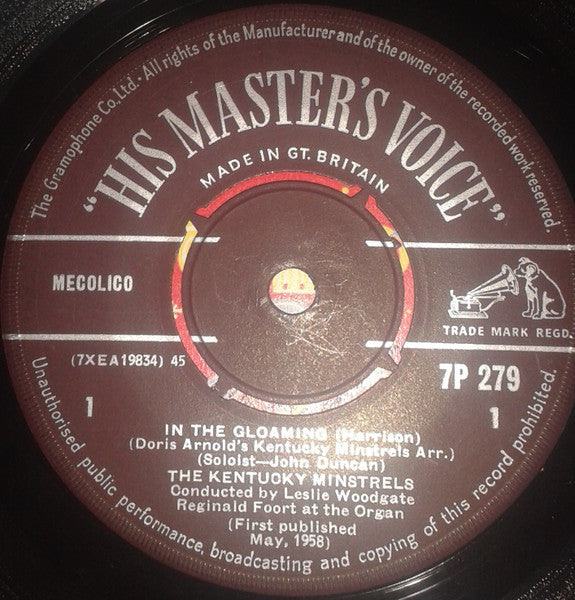 The Gramophone Co., Ltd. · All rights of the Manufacturer and of the owner of the recorded work reserved.
"HIS MASTER'S VOICE"
MADE IN GT. BRITAIN
MECOLICO
TRADE MARK REGD.
(7XEA19834) 45
7P 279
1
1
IN THE GLOAMING (Harrison)
(Doris Arnold's Kentucky Minstrels Arr.)
(Soloist—John Duncan)
THE KENTUCKY MINSTRELS
Conducted by Leslie Woodgate
Reginald Foort at the Organ
(First published
May, 1958)
Unauthorised public performance, broadcasting and copying of this record prohibited.